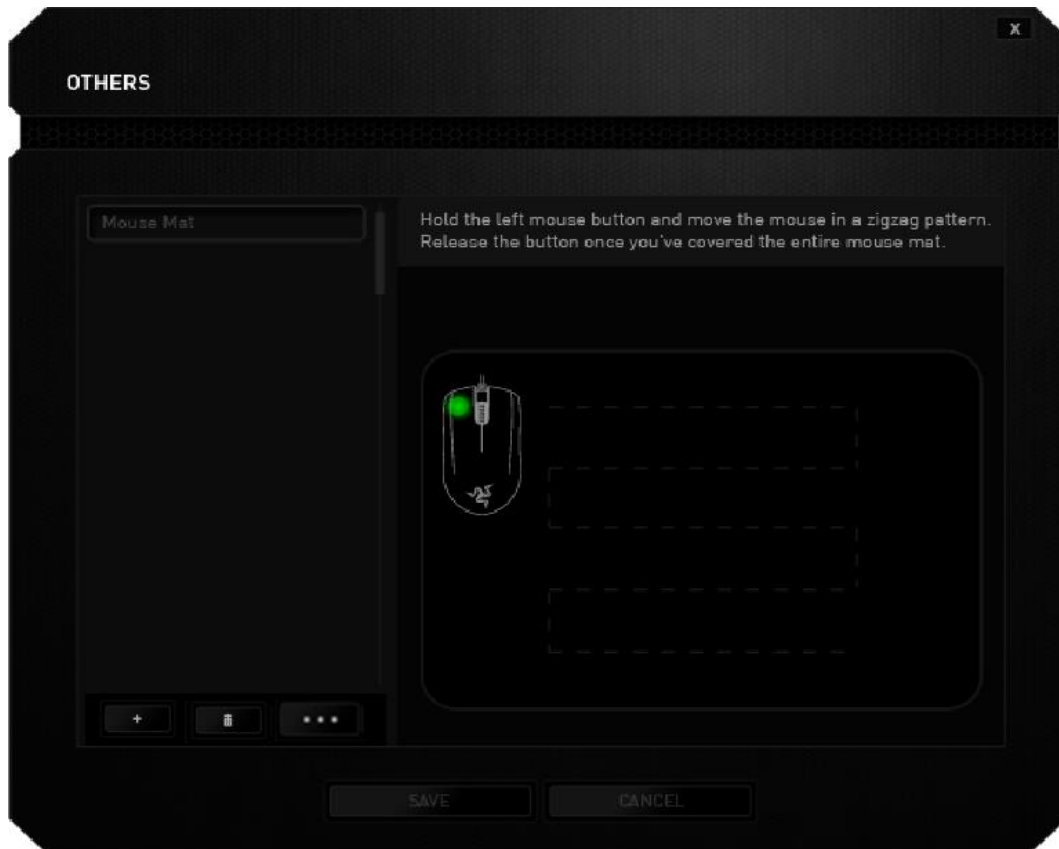 X
OTHERS
Mouse Mat
Hold the left mouse button and move the mouse in a zigzag pattern.
Release the button once you've covered the entire mouse mat.
+
•••
SAVE
CANCEL